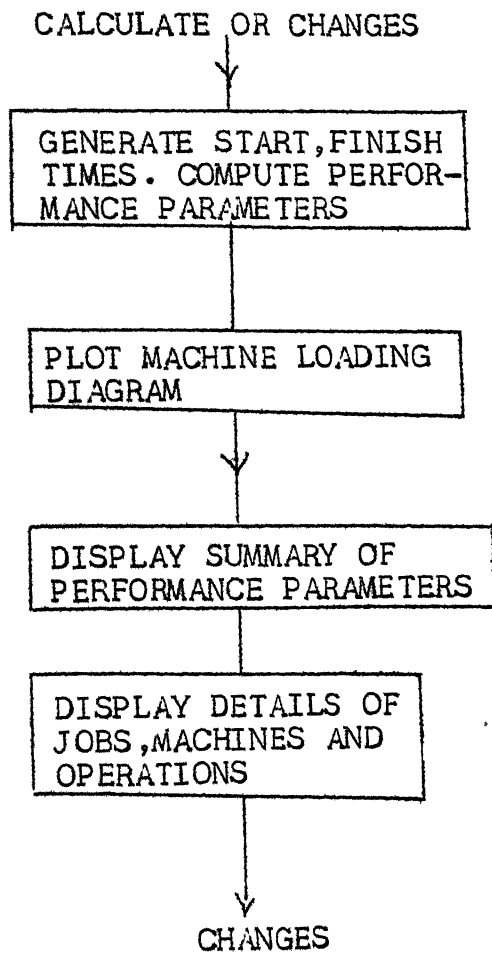 CALCULATE OR CHANGES
GENERATE START,FINISH
TIMES. COMPUTE PERFOR-
MANCE PARAMETERS
PLOT MACHINE LOADING
DIAGRAM
DISPLAY SUMMARY OF
PERFORMANCE PARAMETERS
DISPLAY DETAILS OF
JOBS,MACHINES AND
OPERATIONS
CHANGES